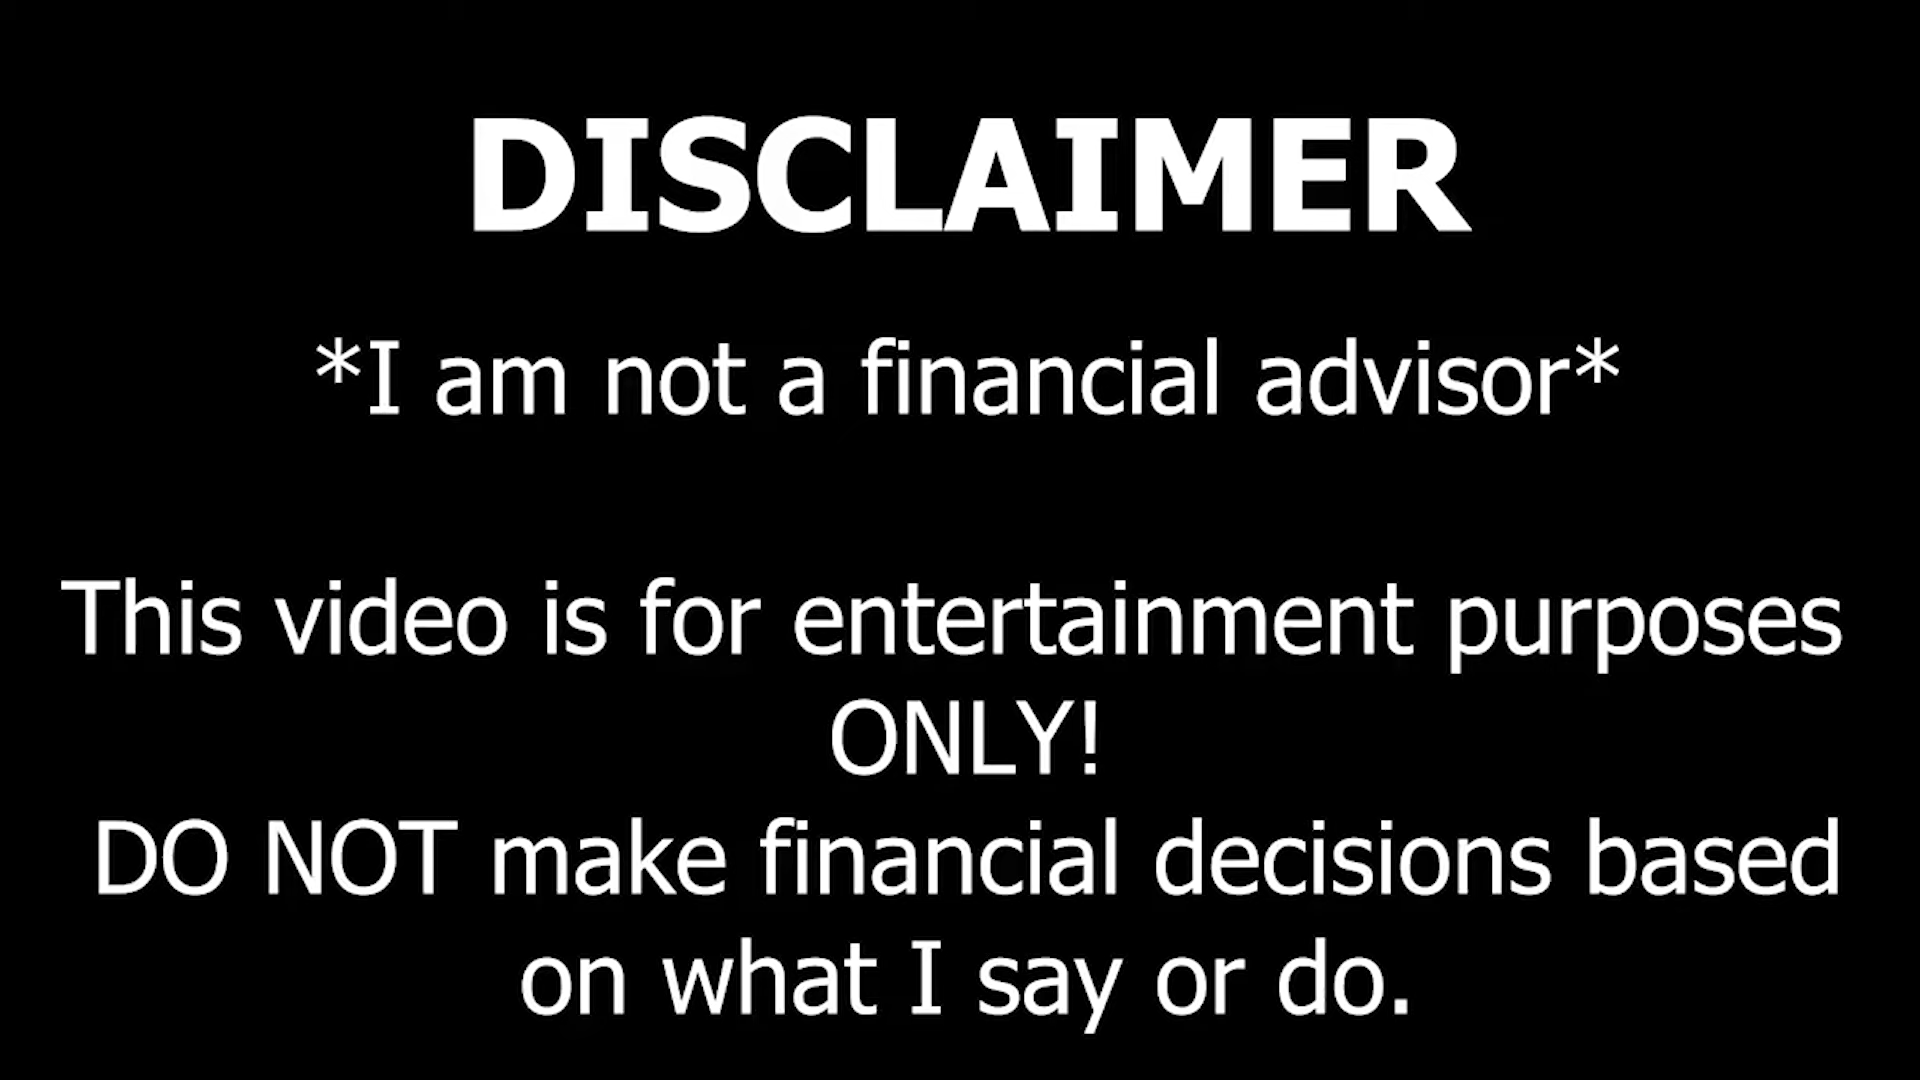 DISCLAIMER
*I am not a financial advisor*
This video is for entertainment purposes
ONLY!
DO NOT make financial decisions based
on what I say or do.